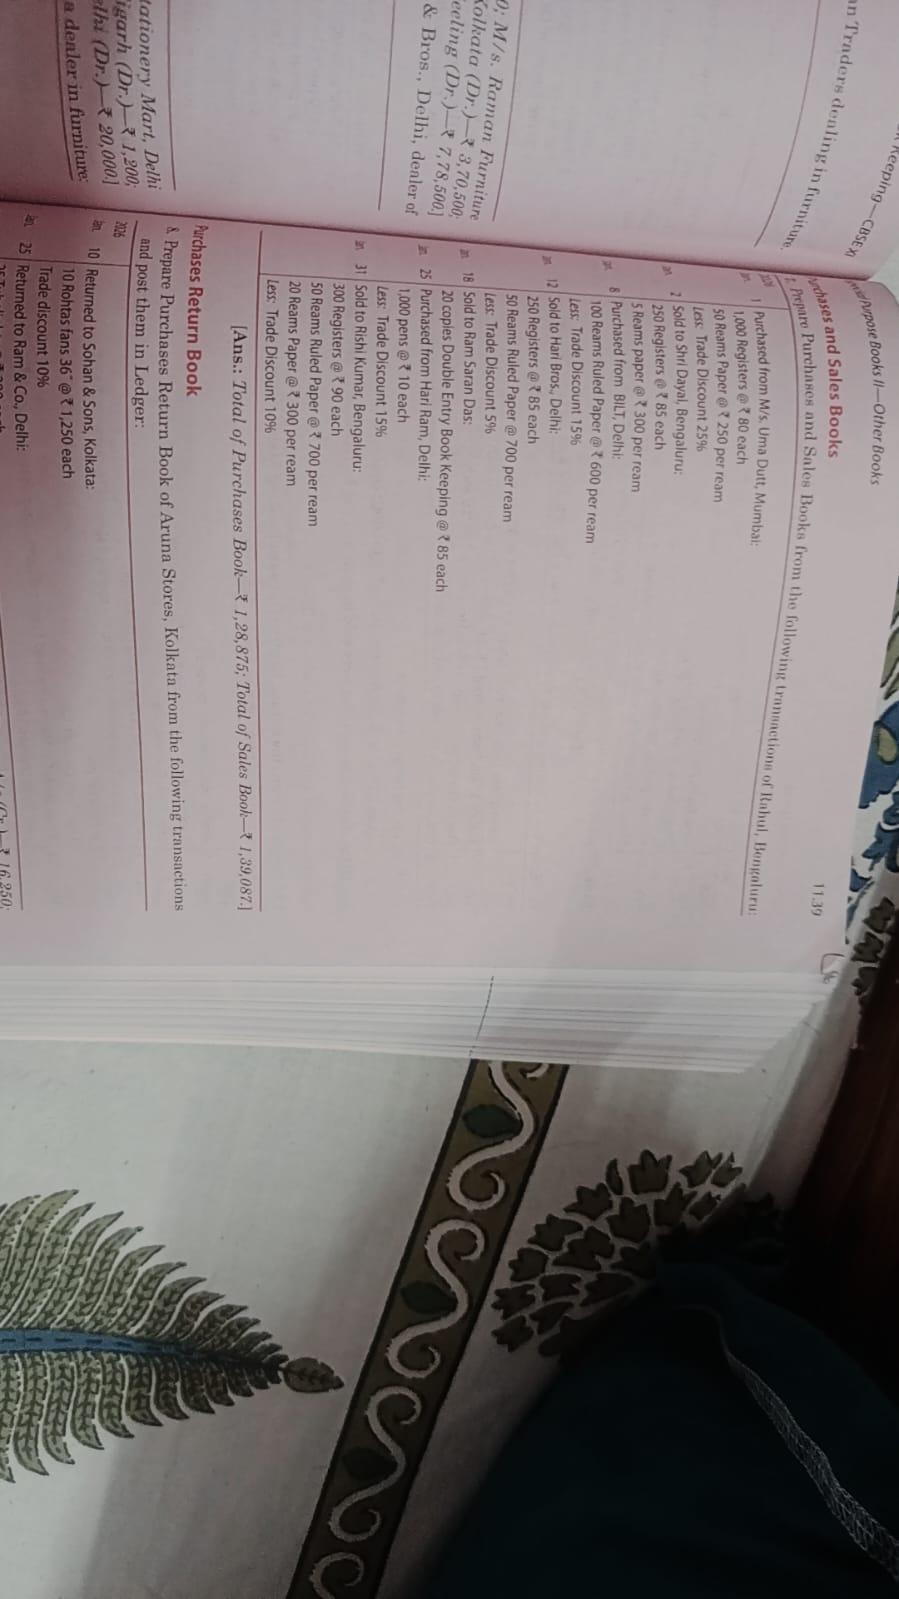 Keeping—CBSE XI
an Traders dealing in furniture.
0; M/s. Raman Furniture
Kolkata (Dr.)—₹ 3,70,500;
eeling (Dr.)—₹ 7,78,500.]
& Bros., Delhi, dealer of
tationery Mart, Delhi
igarh (Dr.)—₹ 1,200;
elhi (Dr.)—₹ 20,000.]
a dealer in furniture:
Purpose Books II—Other Books
11.39
urchases and Sales Books
Prepare Purchases and Sales Books from the following transactions of Rahul, Bengaluru:
2026
Jan. 1 Purchased from M/s. Uma Dutt, Mumbai:
1,000 Registers @ ₹ 80 each
50 Reams Paper @ ₹ 250 per ream
Less: Trade Discount 25%
Jan. 2 Sold to Shri Dayal, Bengaluru:
250 Registers @ ₹ 85 each
5 Reams paper @ ₹ 300 per ream
Jan. 8 Purchased from BILT, Delhi:
100 Reams Ruled Paper @ ₹ 600 per ream
Less: Trade Discount 15%
Jan. 12 Sold to Hari Bros., Delhi:
250 Registers @ ₹ 85 each
50 Reams Ruled Paper @ 700 per ream
Less: Trade Discount 5%
Jan. 18 Sold to Ram Saran Das:
20 copies Double Entry Book Keeping @ ₹ 85 each
Jan. 25 Purchased from Hari Ram, Delhi:
1,000 pens @ ₹ 10 each
Less: Trade Discount 15%
Jan. 31 Sold to Rishi Kumar, Bengaluru:
300 Registers @ ₹ 90 each
50 Reams Ruled Paper @ ₹ 700 per ream
20 Reams Paper @ ₹ 300 per ream
Less: Trade Discount 10%
[Ans.: Total of Purchases Book—₹ 1,28,875; Total of Sales Book—₹ 1,39,087.]
Purchases Return Book
8. Prepare Purchases Return Book of Aruna Stores, Kolkata from the following transactions
and post them in Ledger:
2026
Jan. 10 Returned to Sohan & Sons, Kolkata:
10 Rohtas fans 36" @ ₹ 1,250 each
Trade discount 10%
Jan. 25 Returned to Ram & Co., Delhi:
₹ 16,250;